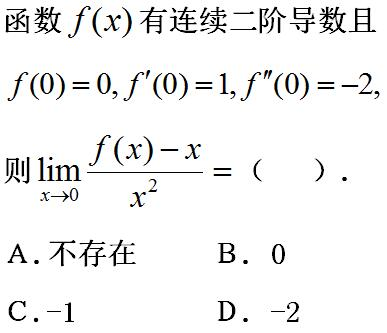 函数 f(x) 有连续二阶导数且
f(0)=0, f′(0)=1, f″(0)=−2,
则 lim_{x→0} (f(x)−x)/x² = (    ).
A.不存在    B. 0
C.-1    D. -2